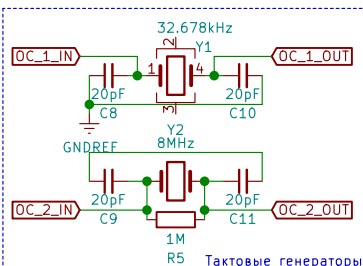 32.678kHz
2
Y1
OC_1_IN
1
4
OC_1_OUT
20pF
20pF
C8
3
C10
GNDREF
Y2
8MHz
20pF
20pF
OC_2_IN
C9
C11
OC_2_OUT
1M
R5
Тактовые генераторы